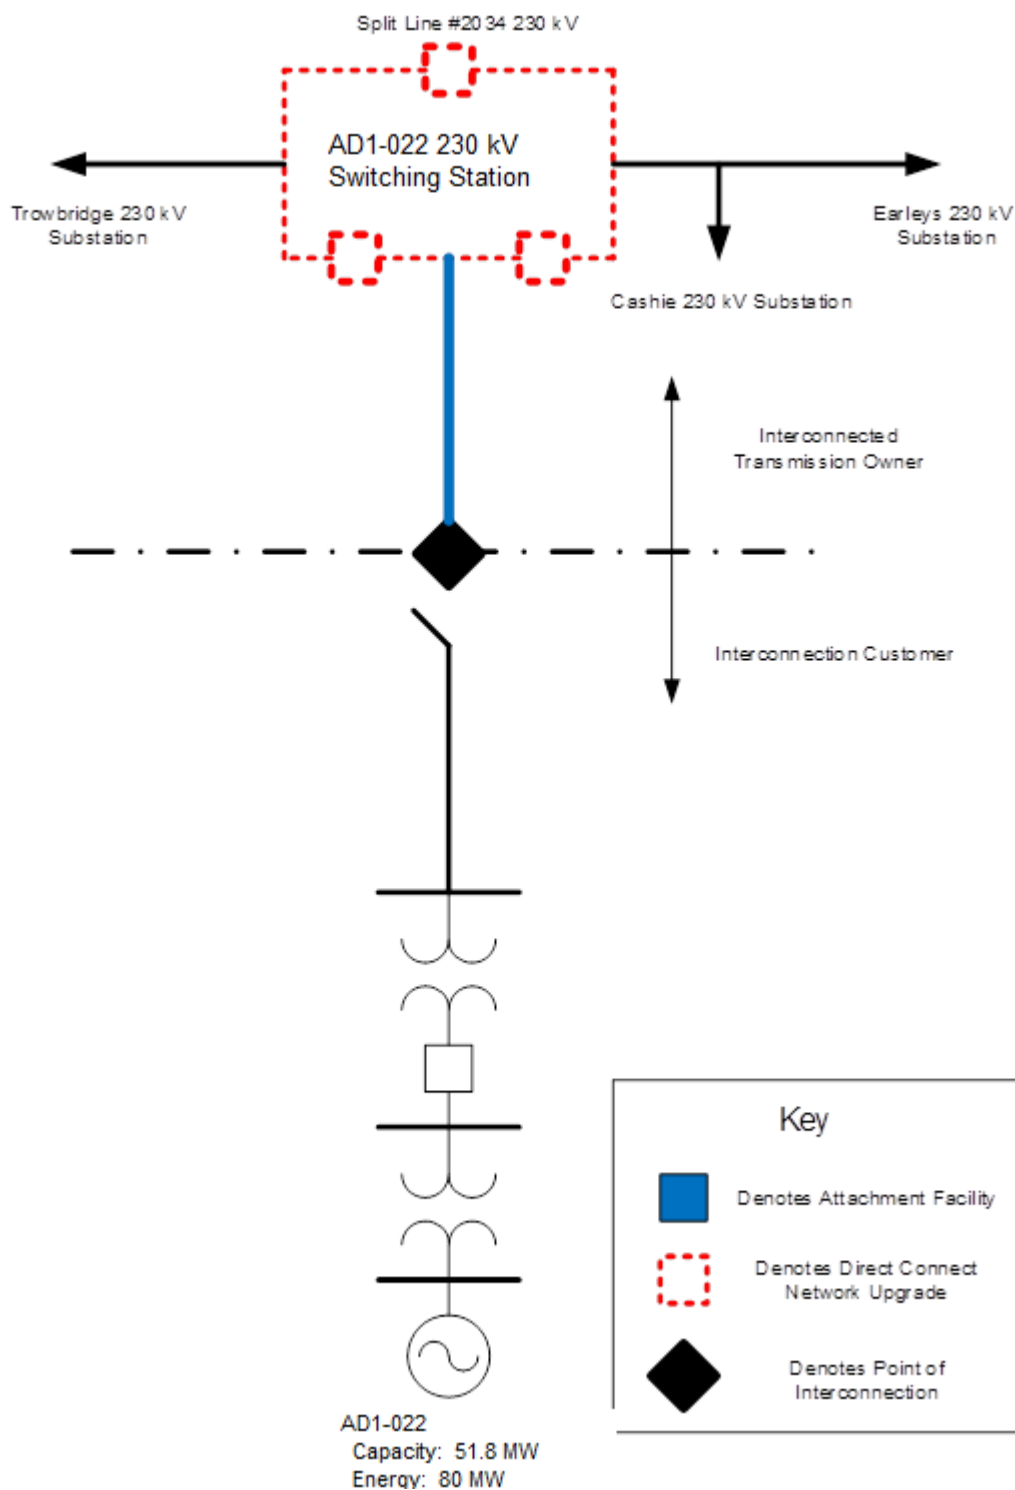 Split Line #2034 230 kV
AD1-022 230 kV
Switching Station
Trowbridge 230 kV
Substation
Earleys 230 kV
Substation
Cashie 230 kV Substation
Interconnected
Transmission Owner
Interconnection Customer
Key
Denotes Attachment Facility
Denotes Direct Connect
Network Upgrade
Denotes Point of
Interconnection
AD1-022
Capacity: 51.8 MW
Energy: 80 MW